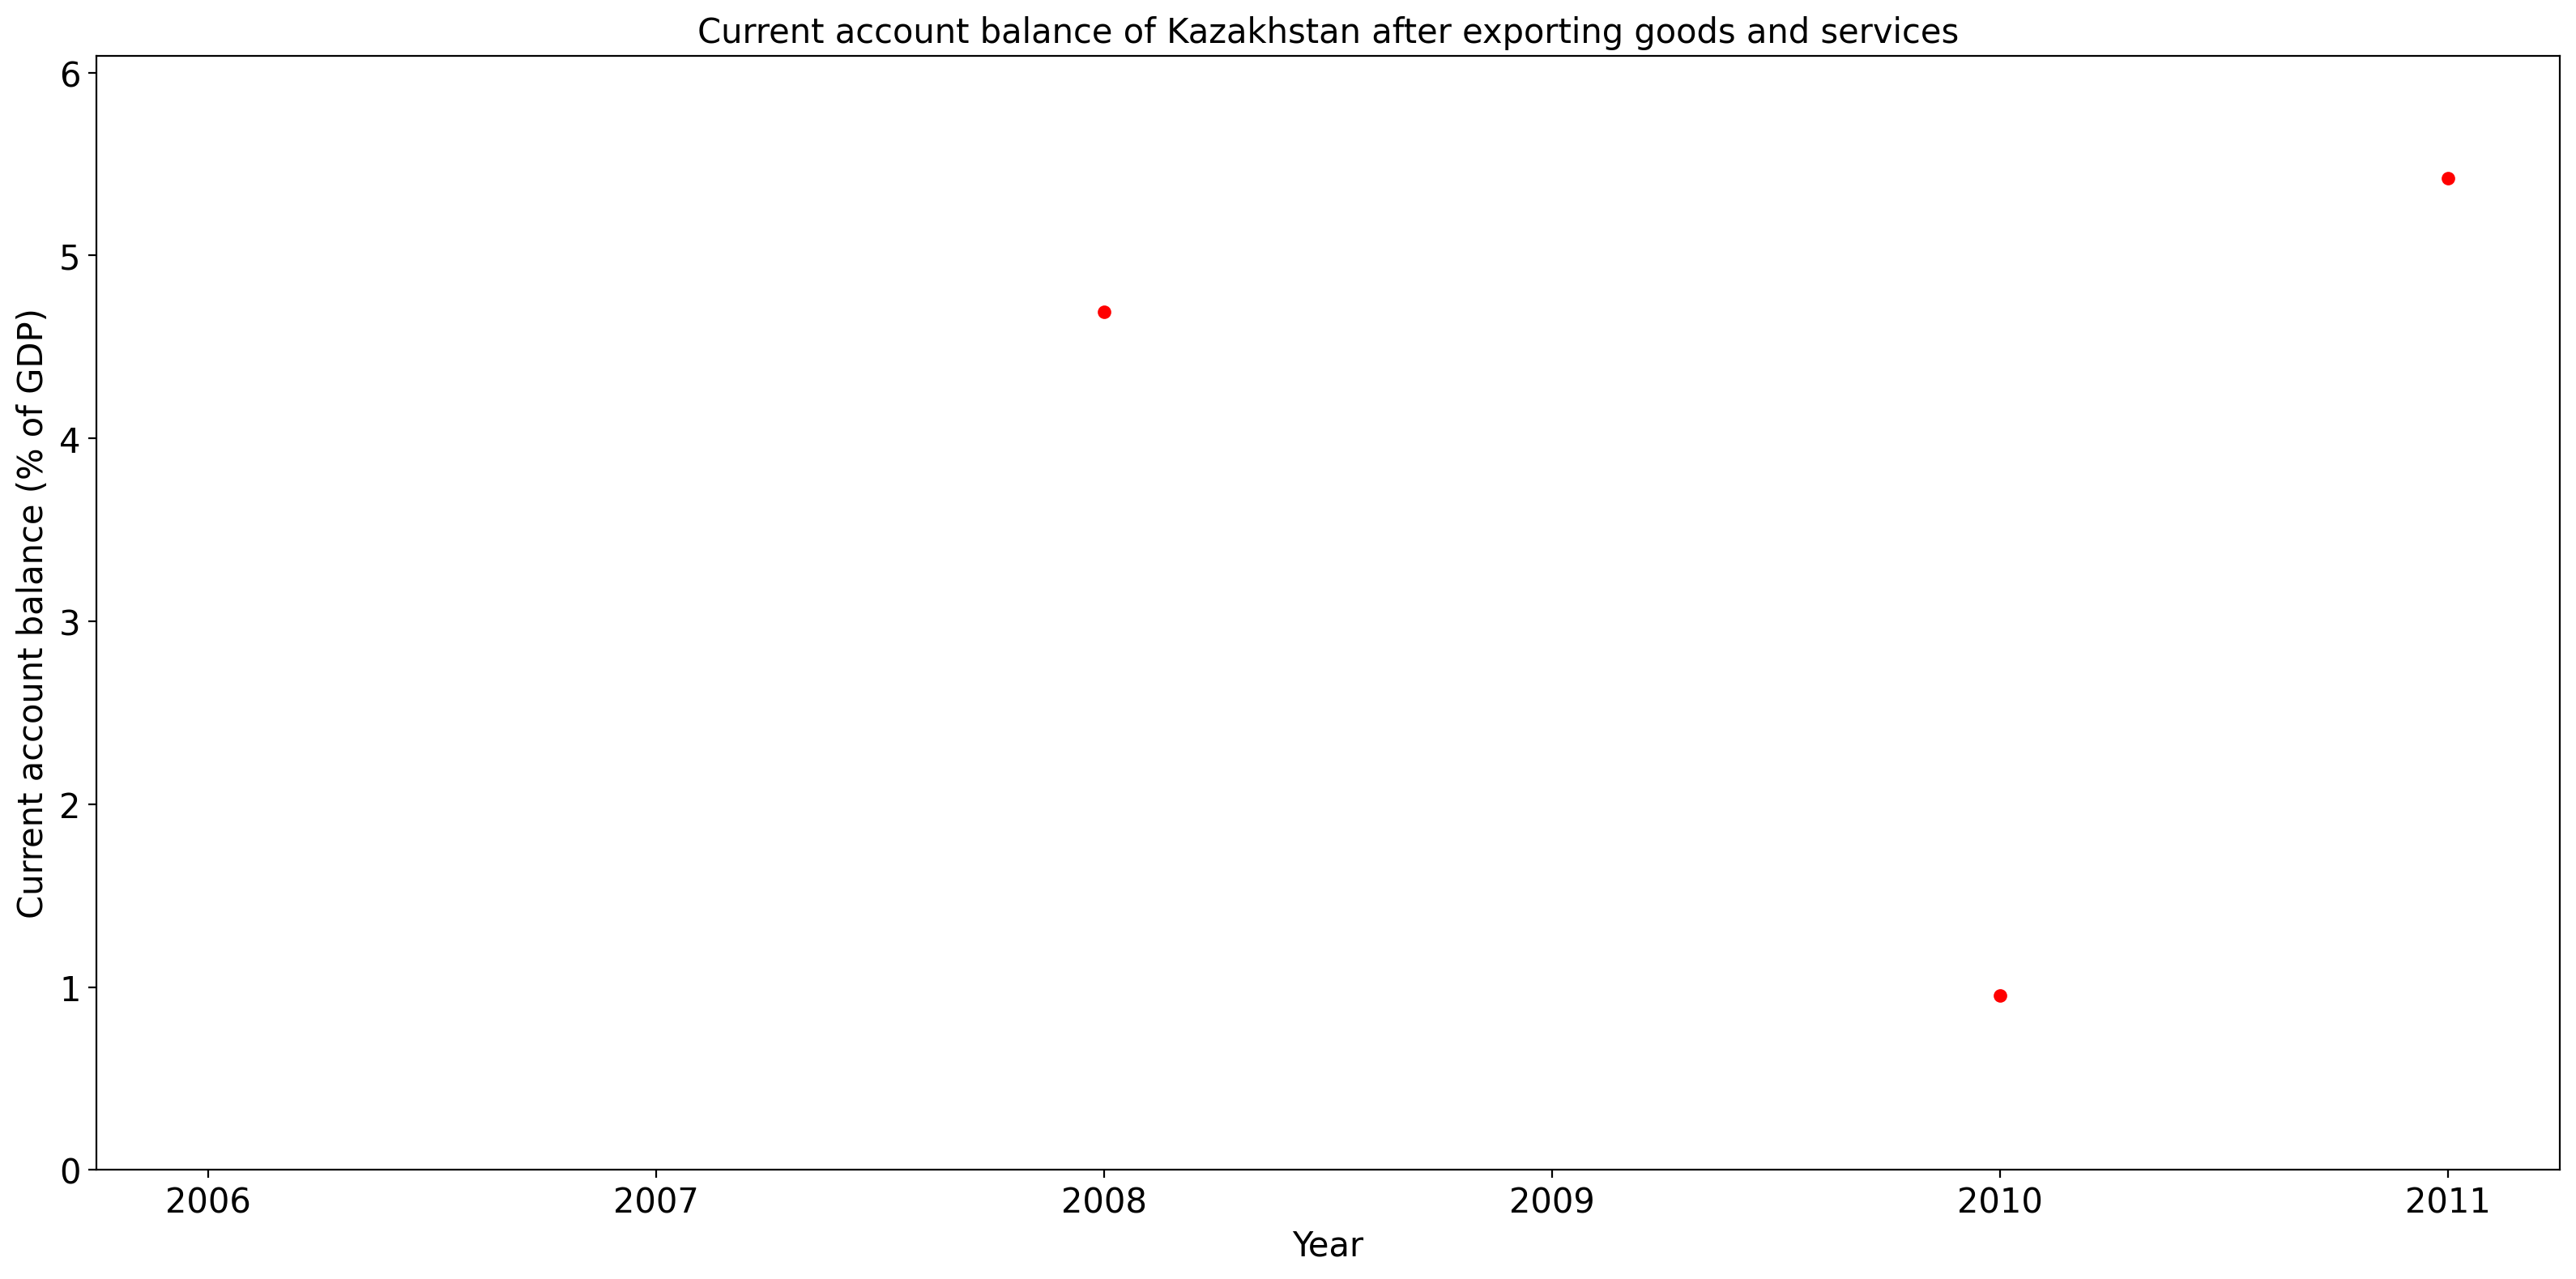 Current account balance of Kazakhstan after exporting goods and services
6
5
4
3
2
1
0
Current account balance (% of GDP)
2006 2007 2008 2009 2010 2011
Year